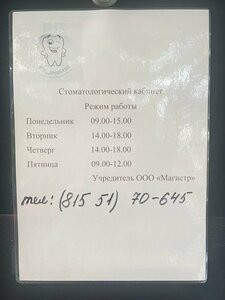 Стоматологический кабинет
Режим работы
Понедельник 09.00-15.00
Вторник 14.00-18.00
Четверг 14.00-18.00
Пятница 09.00-12.00
Учредитель ООО «Магистр»
тел: (815 51) 70-645